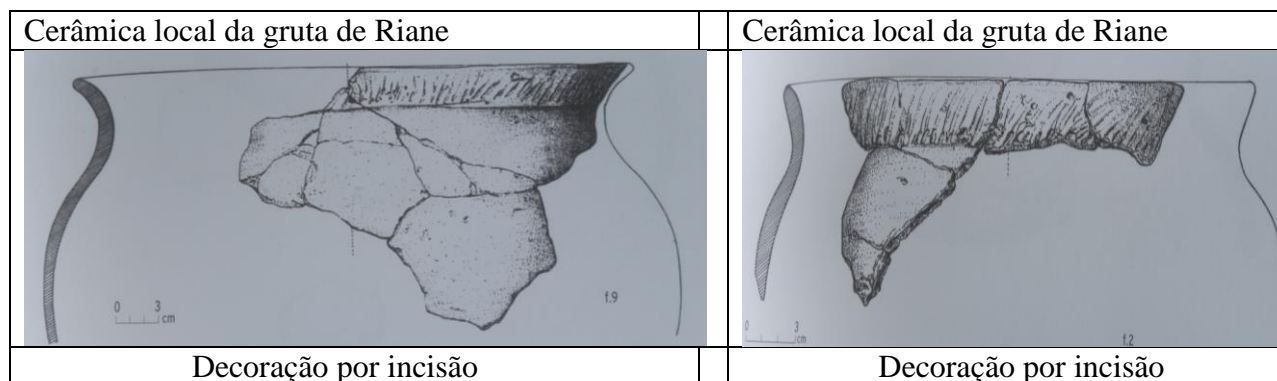 Cerâmica local da gruta de Riane
Cerâmica local da gruta de Riane
0 3
cm
f.9
0 3
cm
f.2
Decoração por incisão
Decoração por incisão